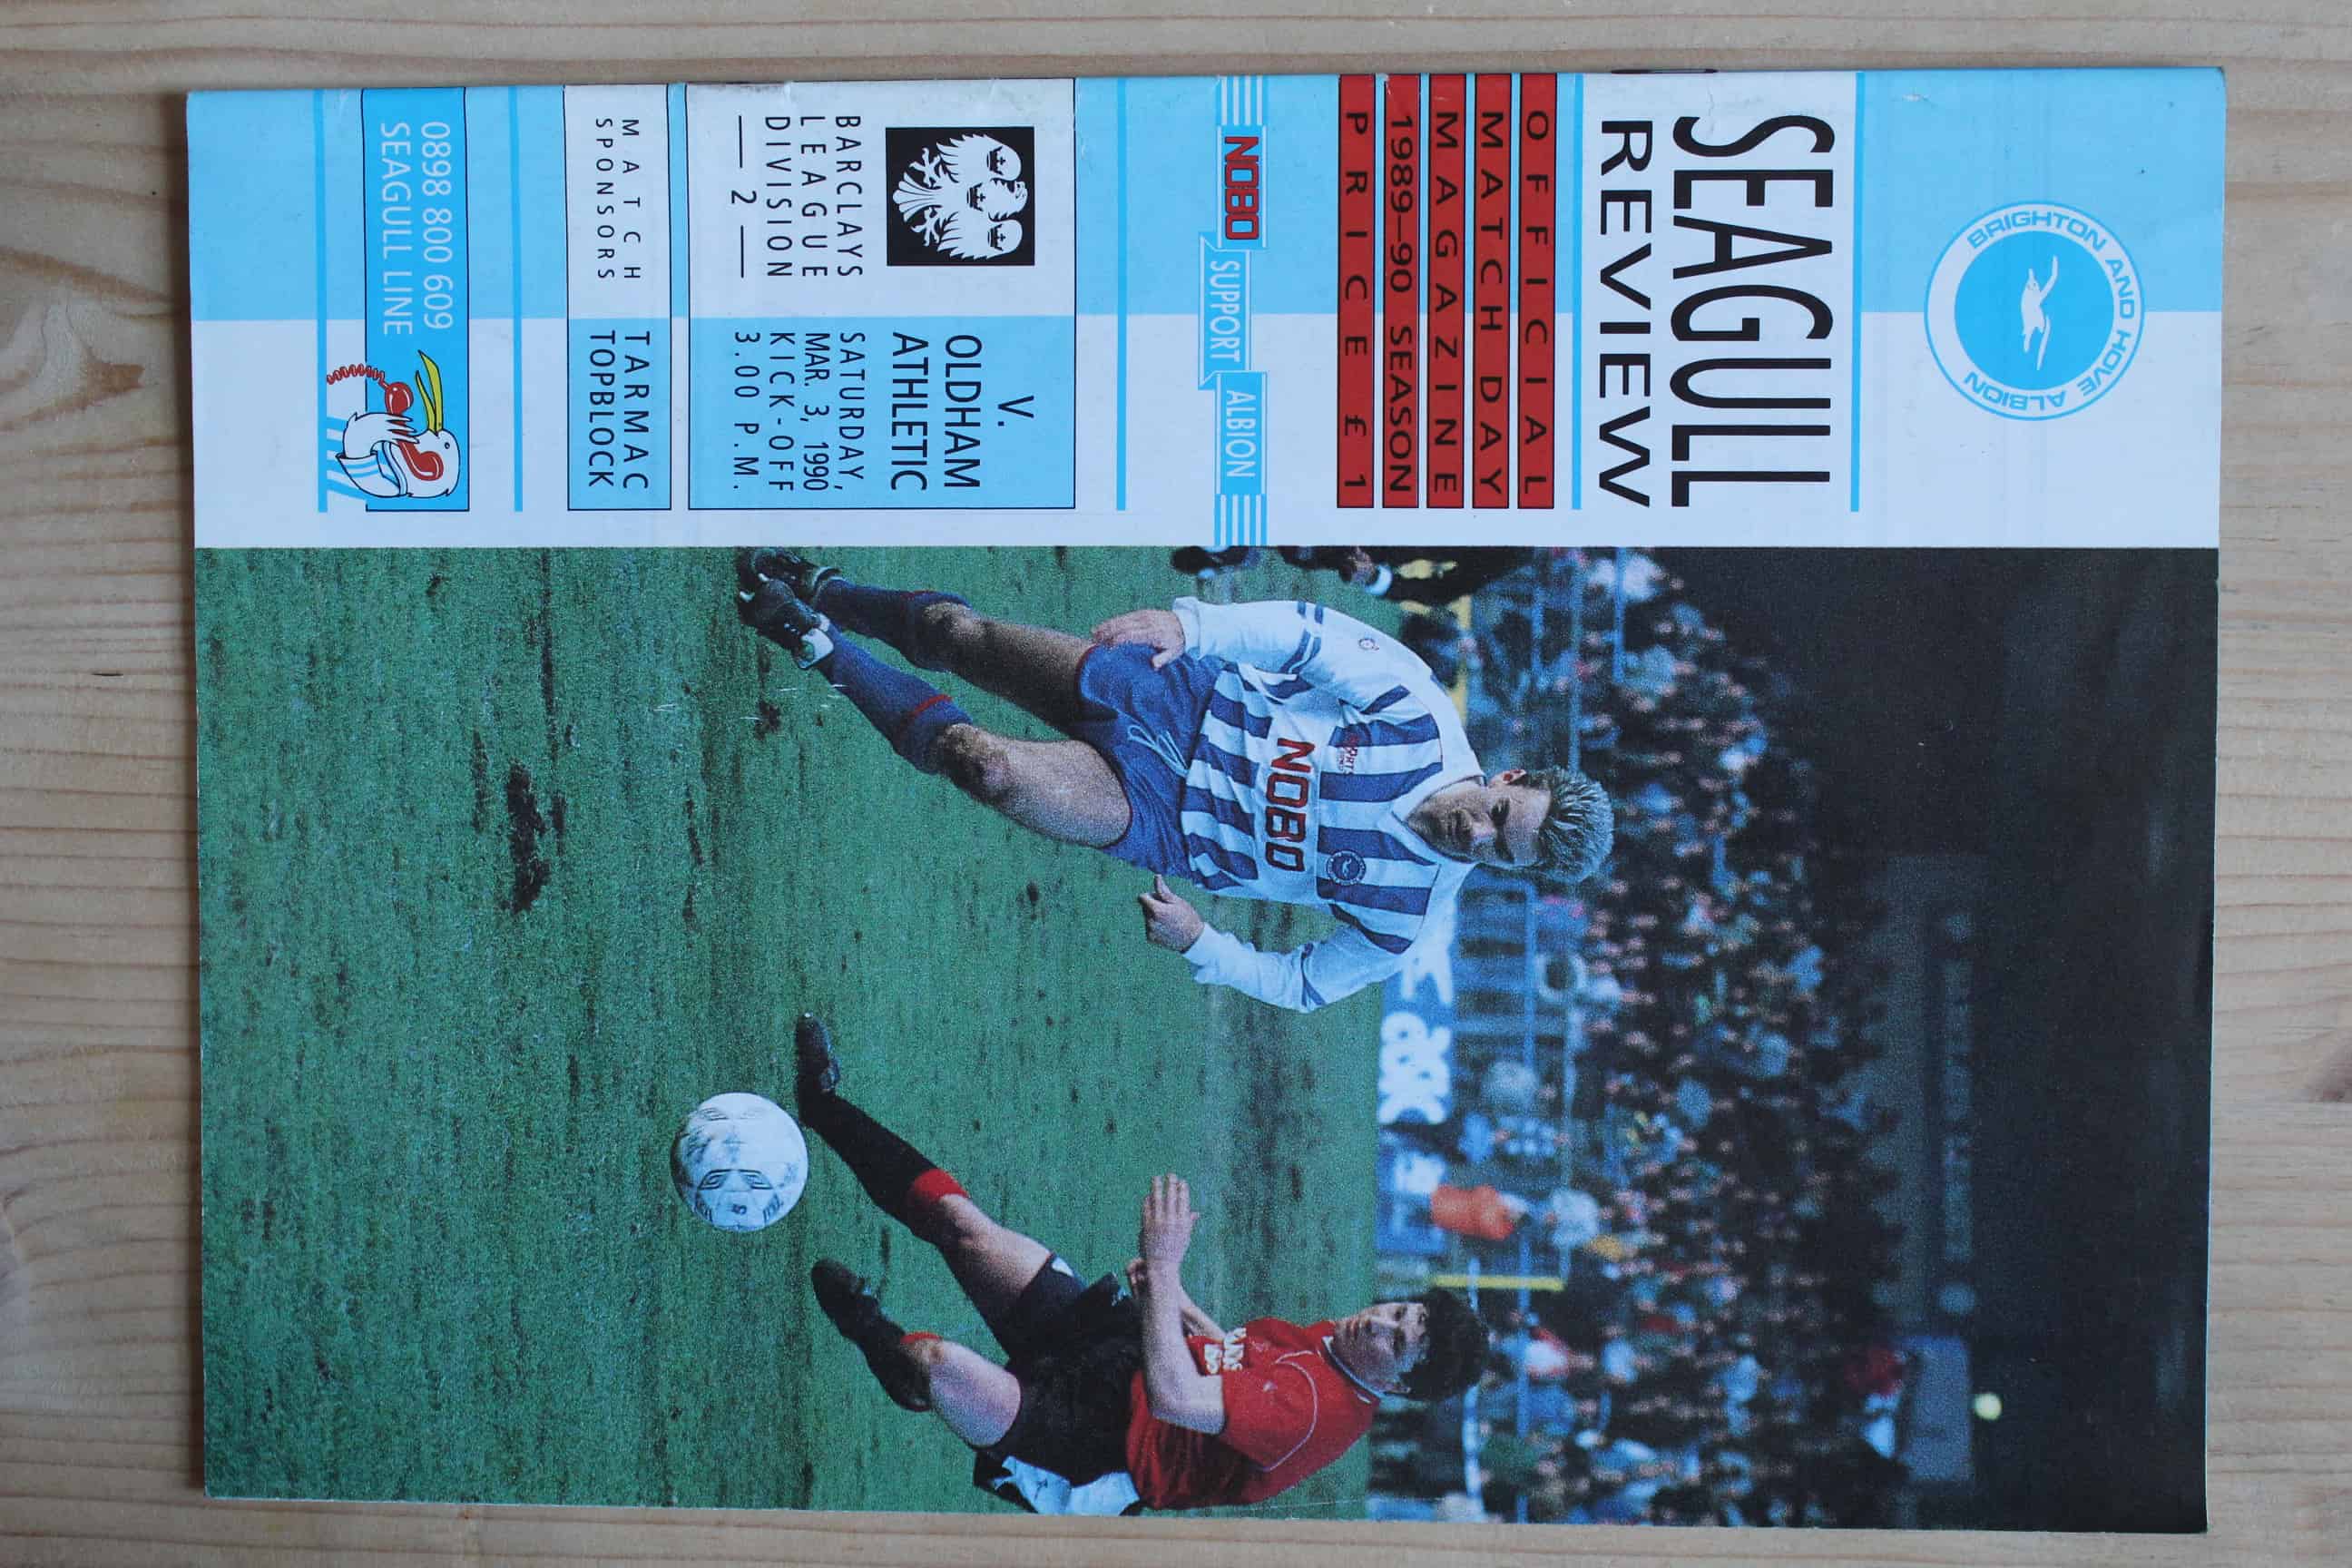 BRIGHTON AND HOVE ALBION
SEAGULL
REVIEW
OFFICIAL
MATCH DAY
MAGAZINE
1989–90 SEASON
PRICE £1
NOBO SUPPORT ALBION
BARCLAYS
LEAGUE
DIVISION
— 2 —
V.
OLDHAM
ATHLETIC
SATURDAY,
MAR. 3, 1990
KICK-OFF
3.00 P.M.
MATCH
SPONSORS
TARMAC
TOPBLOCK
0898 800 609
SEAGULL LINE
NOBO